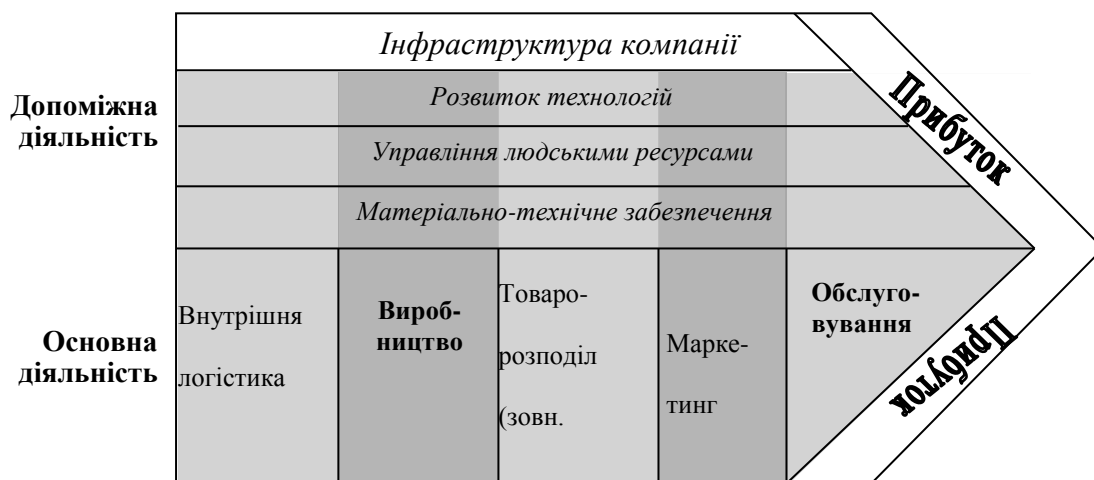 Інфраструктура компанії
Прибуток
Допоміжна
діяльність
Розвиток технологій
Управління людськими ресурсами
Матеріально-технічне забезпечення
Основна
діяльність
Внутрішня
логістика
Вироб-
ництво
Товаро-
розподіл
(зовн.
Марке-
тинг
Обслуго-
вування
Прибуток